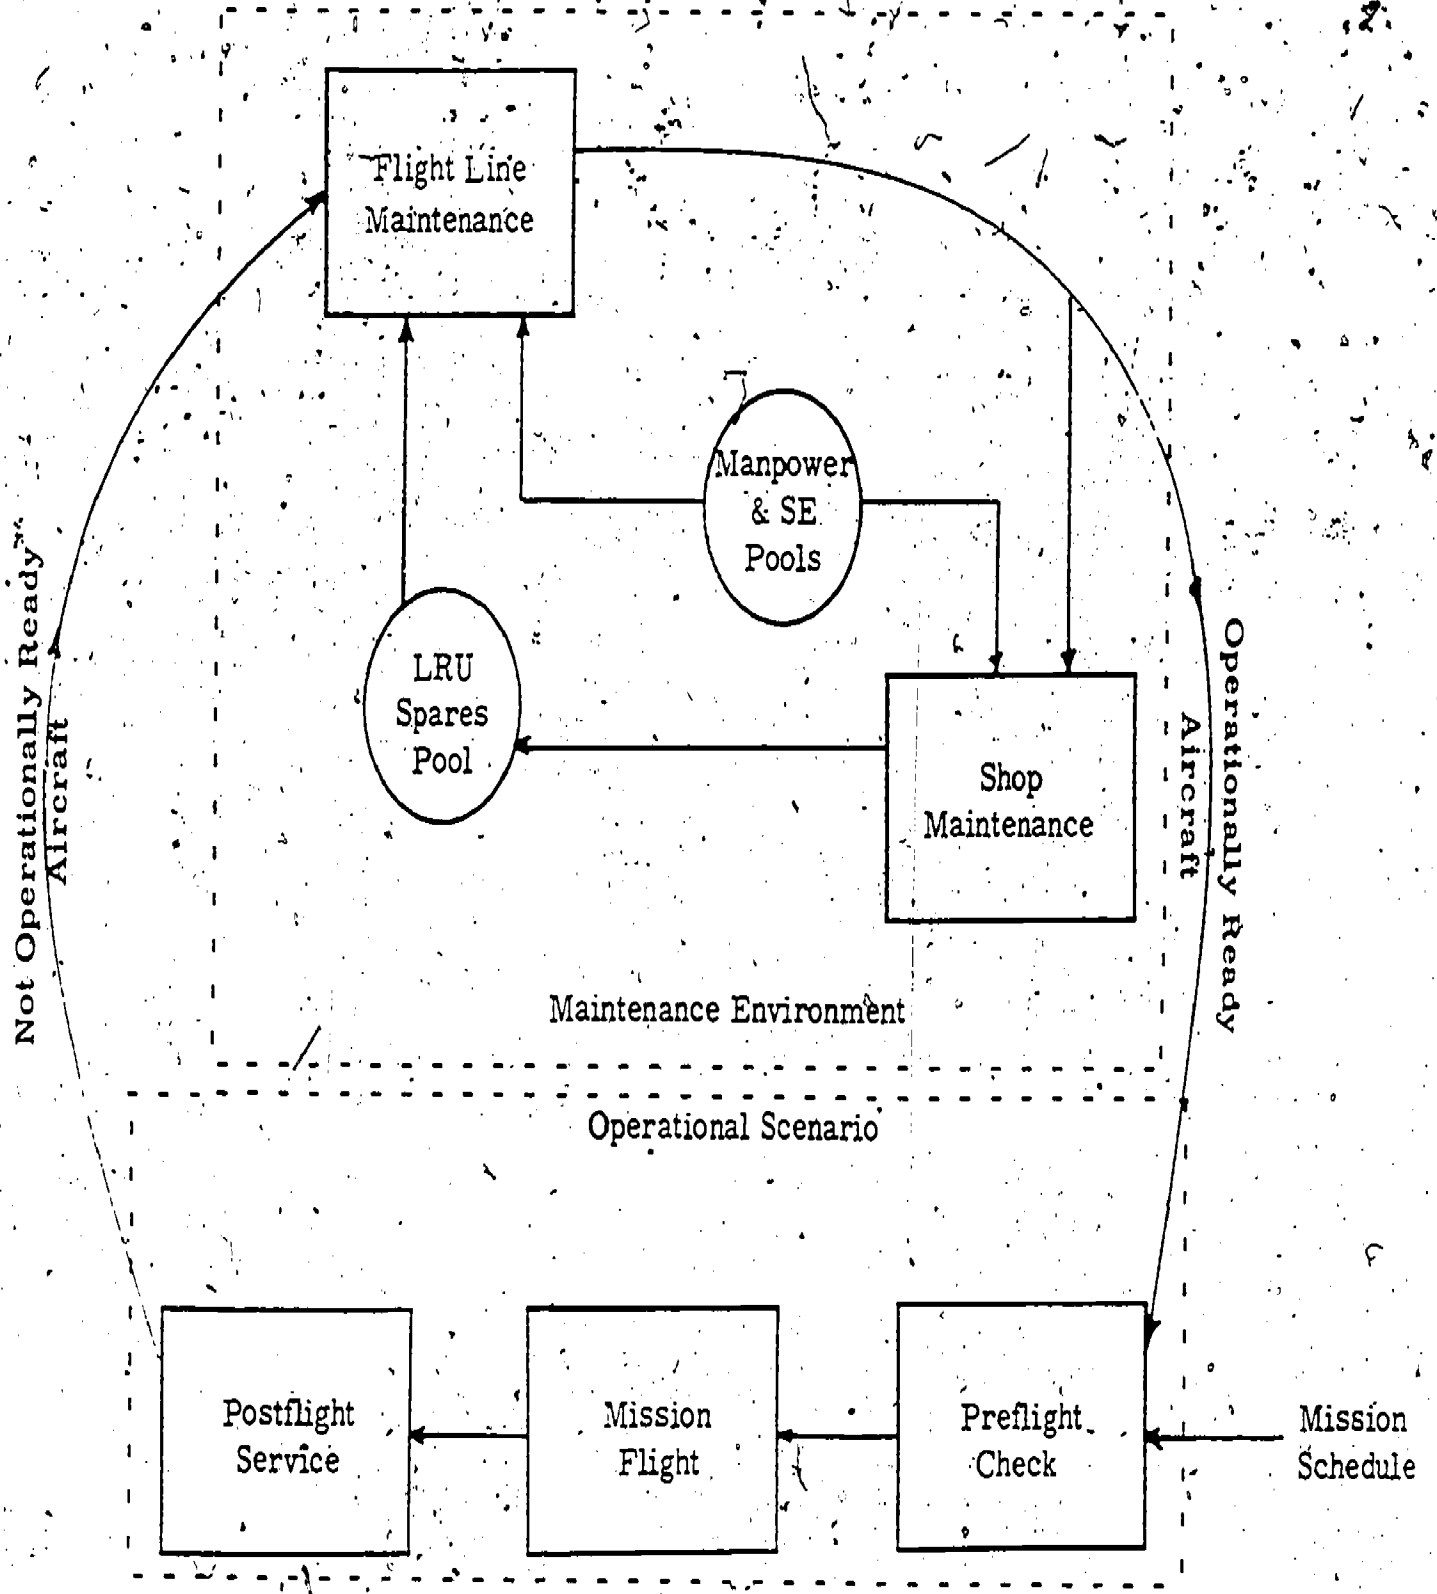 Flight Line
Maintenance
Manpower
& SE
Pools
LRU
Spares
Pool
Shop
Maintenance
Not Operationally Ready
Aircraft
Operationally Ready
Aircraft
Maintenance Environment
Operational Scenario
Postflight
Service
Mission
Flight
Preflight
Check
Mission
Schedule